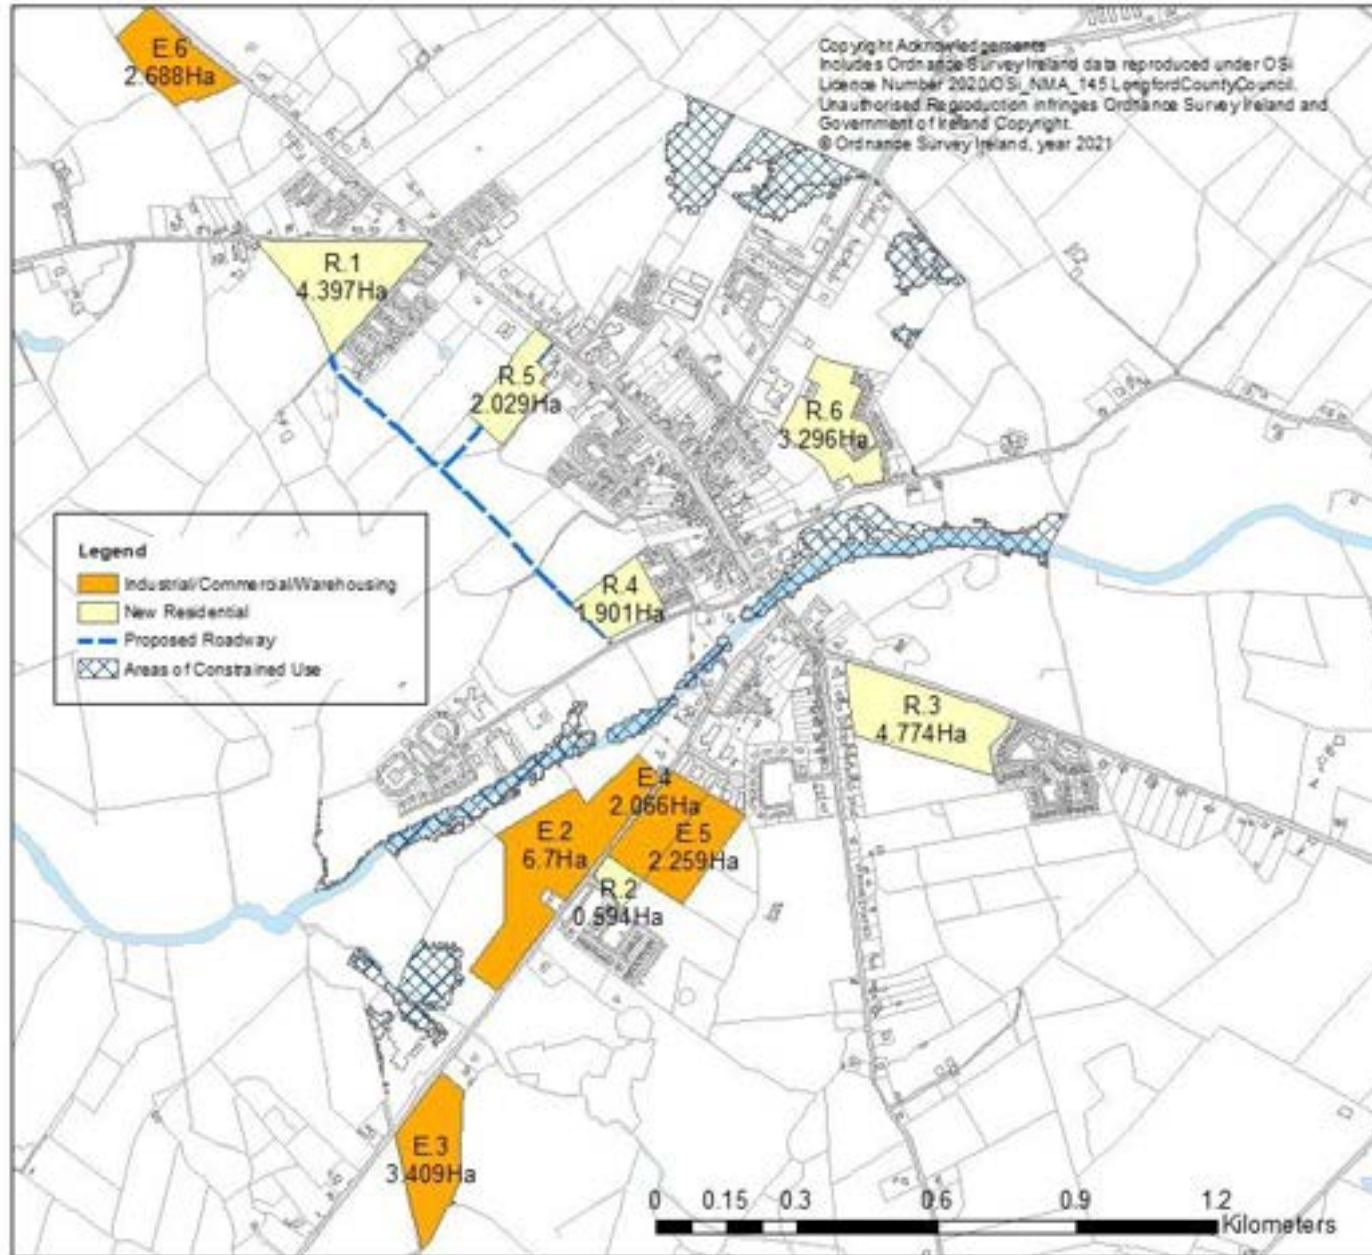 E.6
2.688Ha
Copyright Acknowledgements
Includes Ordnance Survey Ireland data reproduced under OSi
Licence Number 2020/OSi_NMA_145 LongfordCountyCouncil.
Unauthorised Reproduction infringes Ordnance Survey Ireland and
Government of Ireland Copyright.
© Ordnance Survey Ireland, year 2021
R.1
4.397Ha
R.5
2.029Ha
R.6
3.296Ha
Legend
Industrial/Commercial/Warehousing
New Residential
Proposed Roadway
Areas of Constrained Use
R.4
1.901Ha
R.3
4.774Ha
E.4
2.066Ha
E.2
6.7Ha
E.5
2.259Ha
R.2
0.594Ha
E.3
3.409Ha
0 0.15 0.3 0.6 0.9 1.2
Kilometers